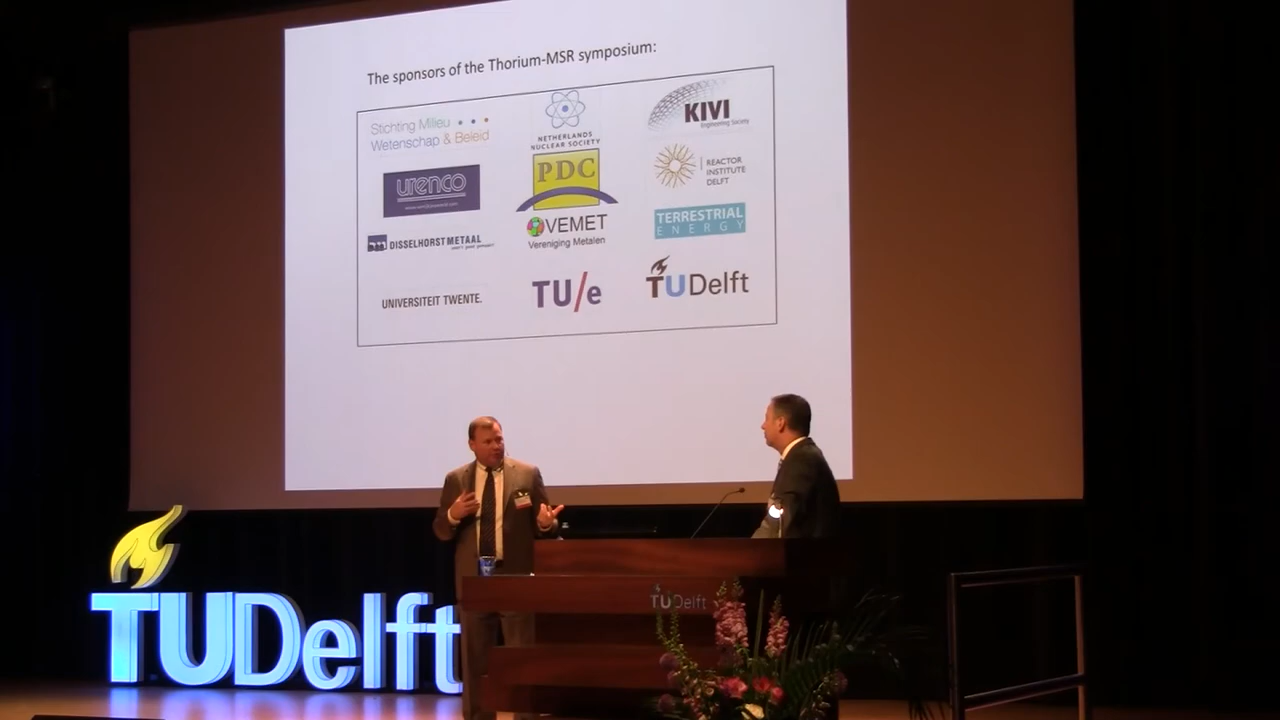 The sponsors of the Thorium-MSR symposium:
Stichting Milieu
Wetenschap & Beleid
NETHERLANDS
NUCLEAR SOCIETY
KIVI
Engineering Society
urenco
PDC
REACTOR
INSTITUTE
DELFT
DISSELHORST METAAL
VEMET
Vereniging Metalen
TERRESTRIAL
ENERGY
UNIVERSITEIT TWENTE.
TU/e
TUDelft
TUDelft
TUDelft